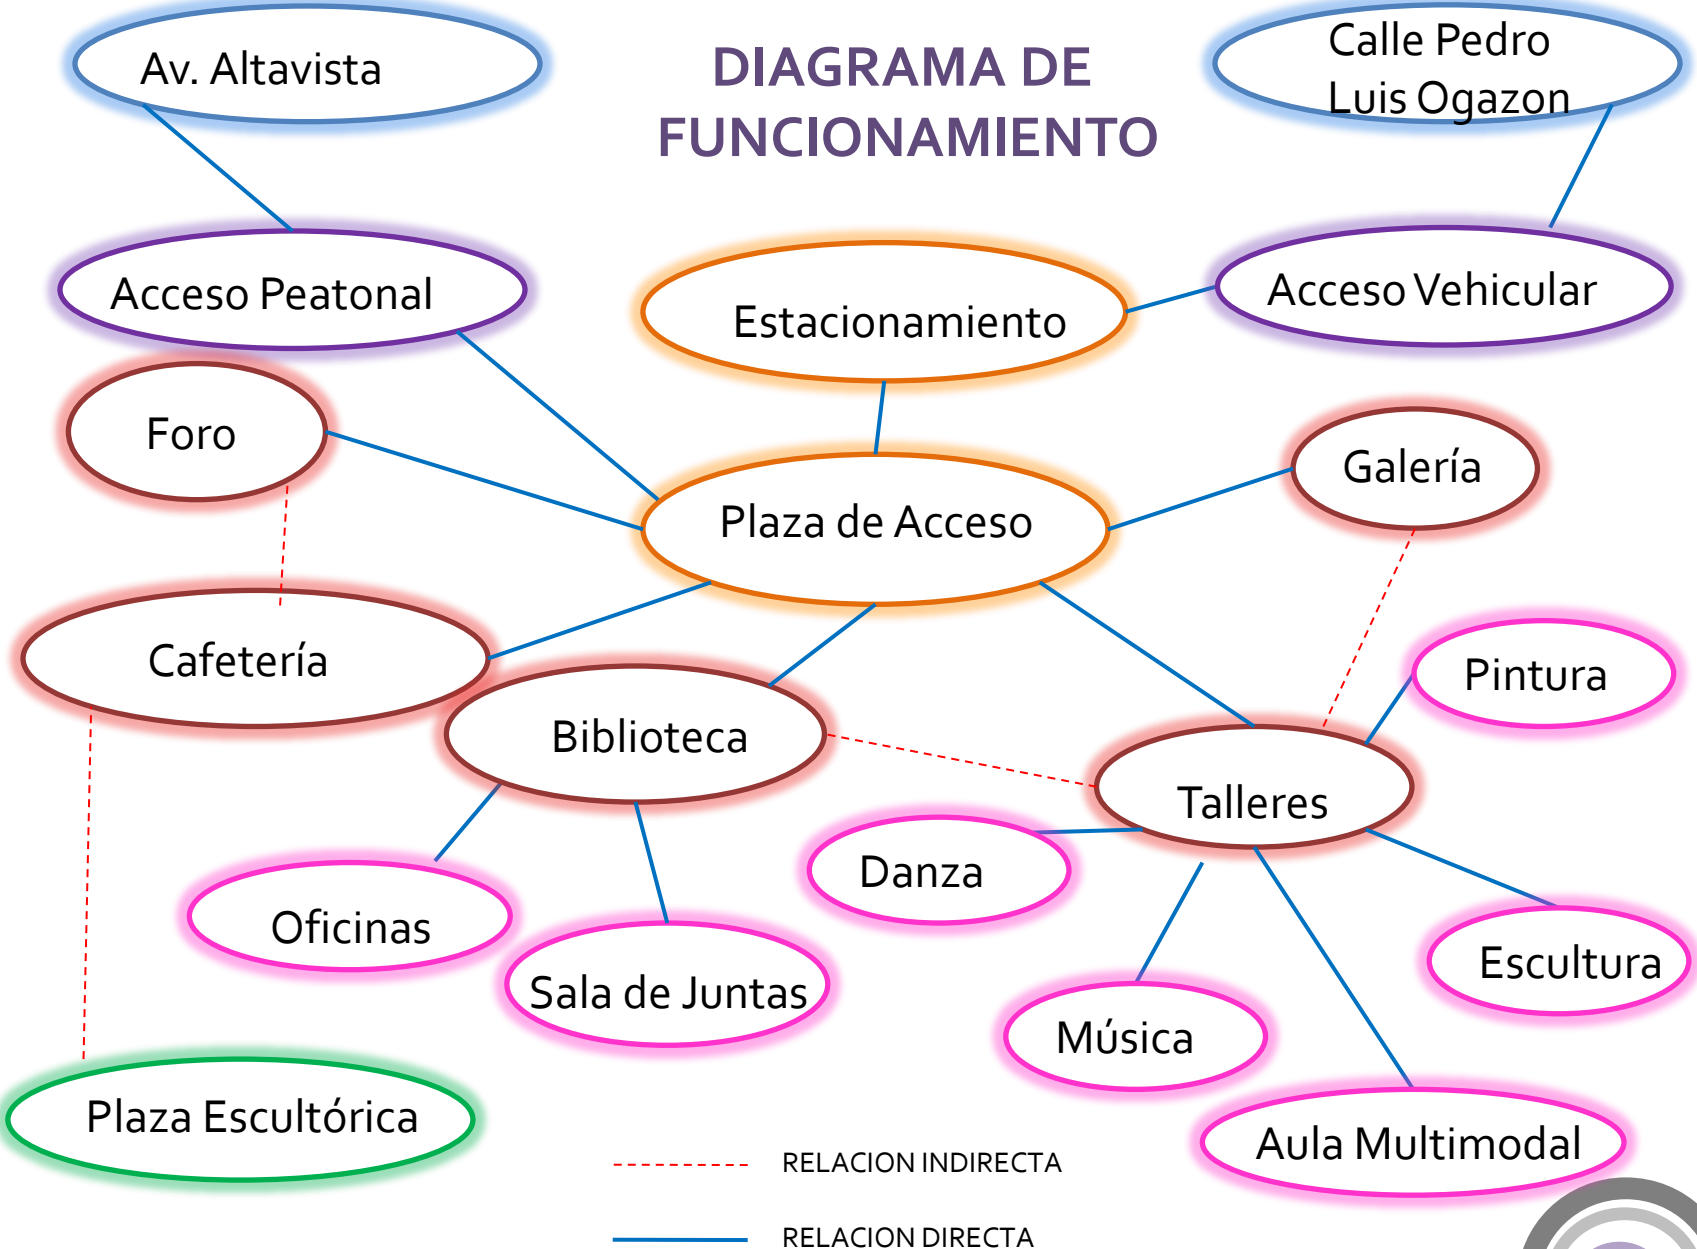 DIAGRAMA DE
FUNCIONAMIENTO
Av. Altavista
Calle Pedro
Luis Ogazon
Acceso Peatonal
Estacionamiento
Acceso Vehicular
Foro
Plaza de Acceso
Galería
Cafetería
Biblioteca
Pintura
Talleres
Danza
Oficinas
Sala de Juntas
Escultura
Música
Plaza Escultórica
Aula Multimodal
RELACION INDIRECTA
RELACION DIRECTA